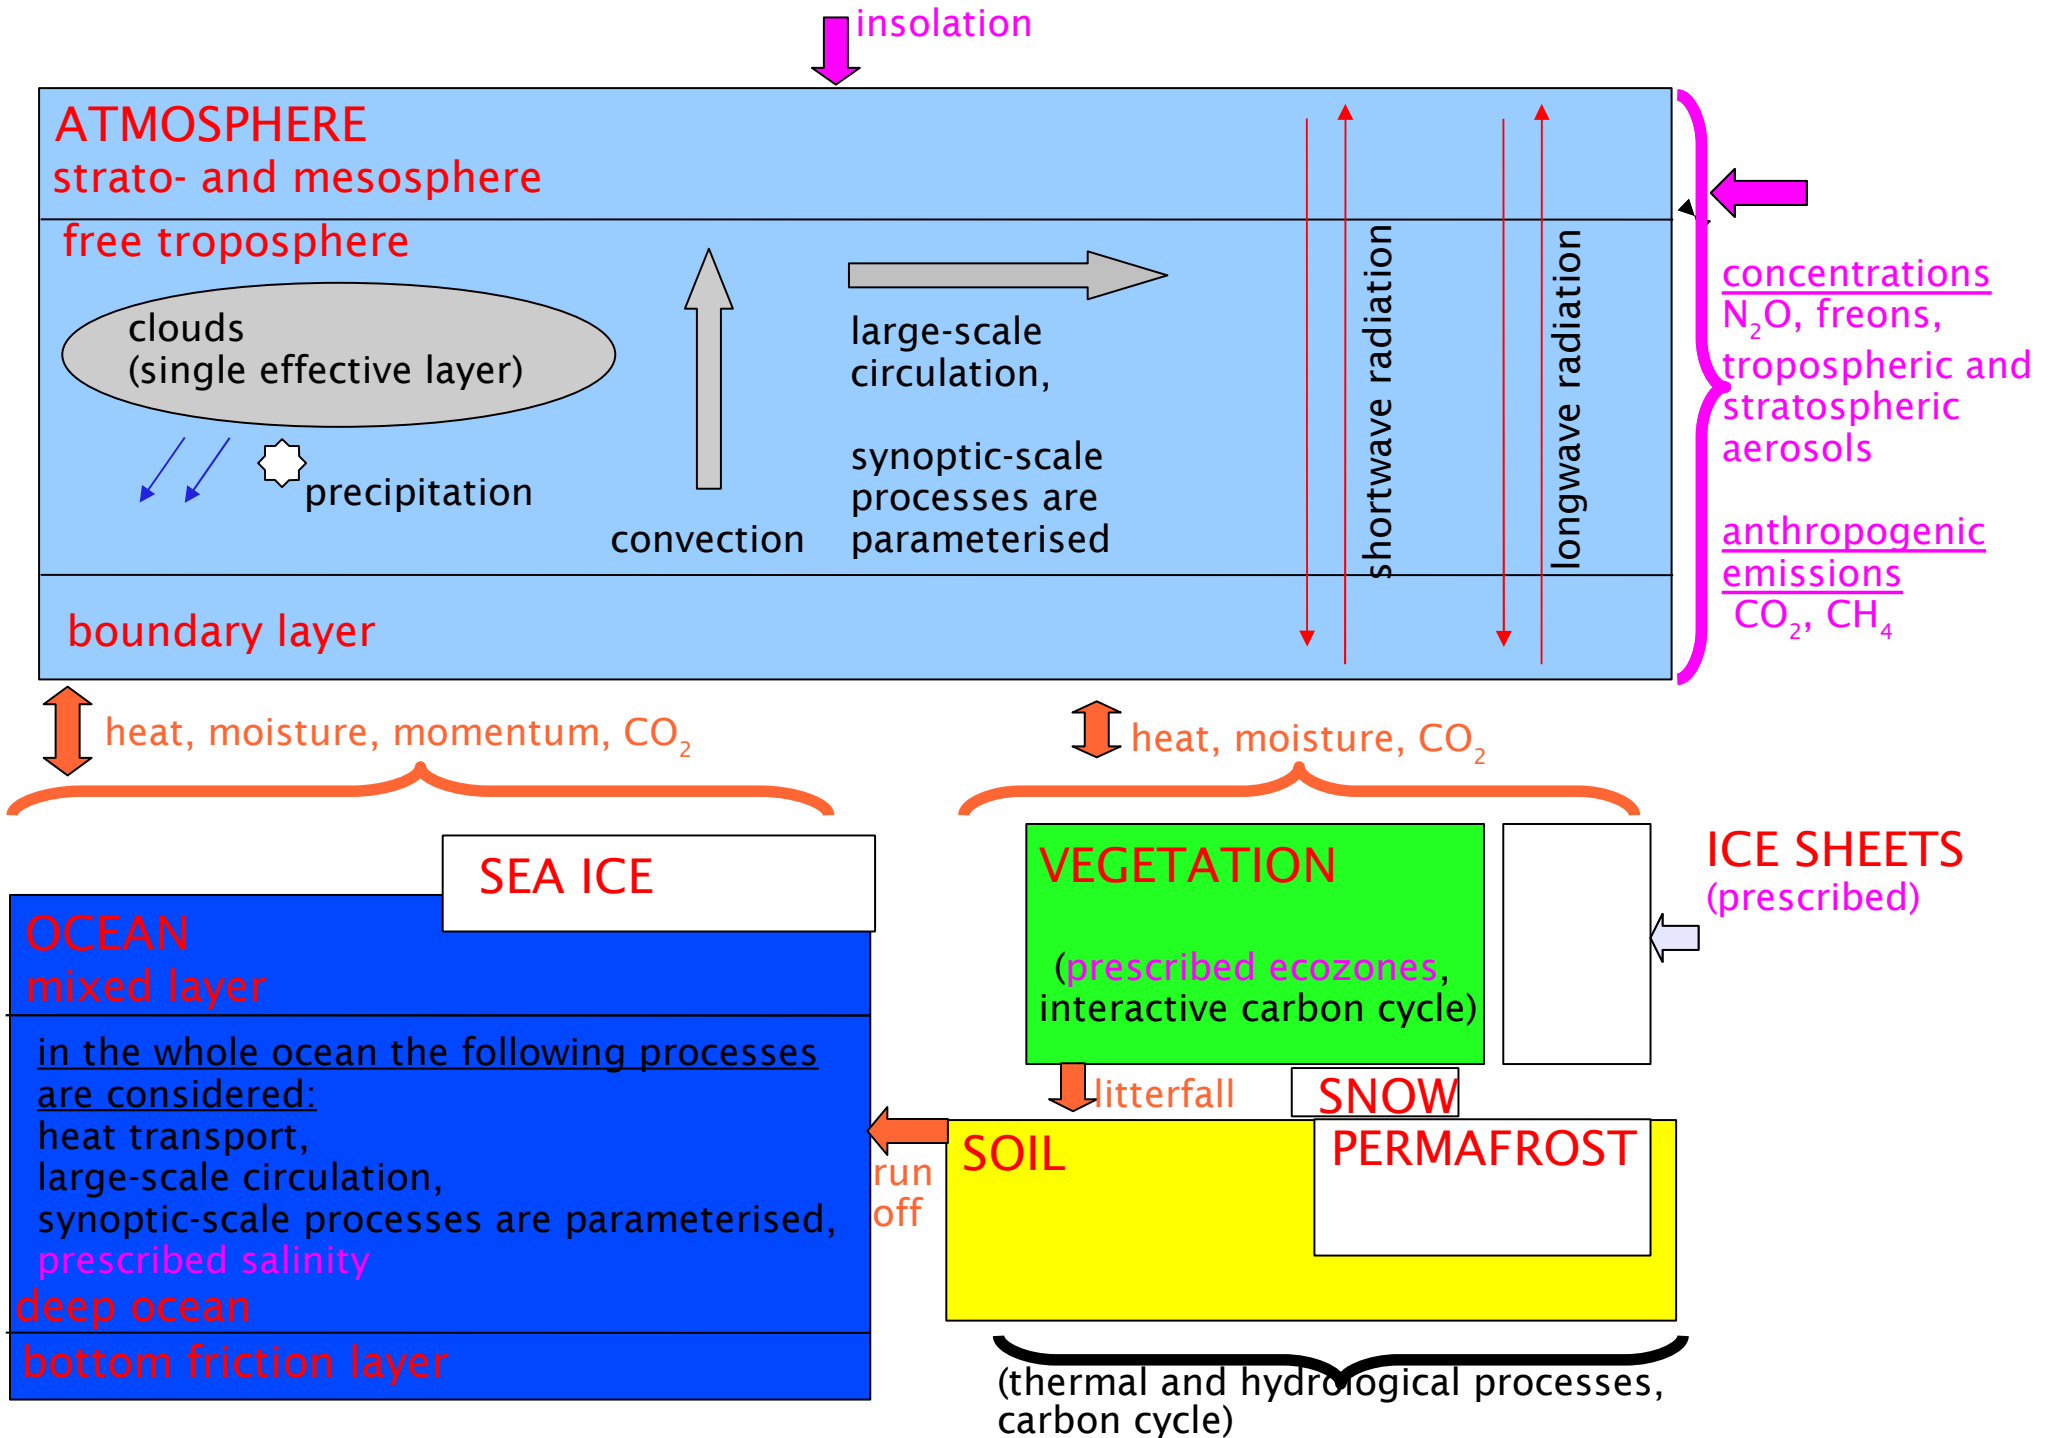 insolation
ATMOSPHERE
strato- and mesosphere
free troposphere
clouds
(single effective layer)
precipitation
convection
large-scale
circulation,
synoptic-scale
processes are
parameterised
shortwave radiation
longwave radiation
boundary layer
concentrations
N₂O, freons,
tropospheric and
stratospheric
aerosols
anthropogenic
emissions
CO₂, CH₄
heat, moisture, momentum, CO₂
heat, moisture, CO₂
SEA ICE
OCEAN
mixed layer
in the whole ocean the following processes
are considered:
heat transport,
large-scale circulation,
synoptic-scale processes are parameterised,
prescribed salinity
deep ocean
bottom friction layer
VEGETATION
(prescribed ecozones,
interactive carbon cycle)
ICE SHEETS
(prescribed)
litterfall
SNOW
run
off
SOIL
PERMAFROST
(thermal and hydrological processes,
carbon cycle)